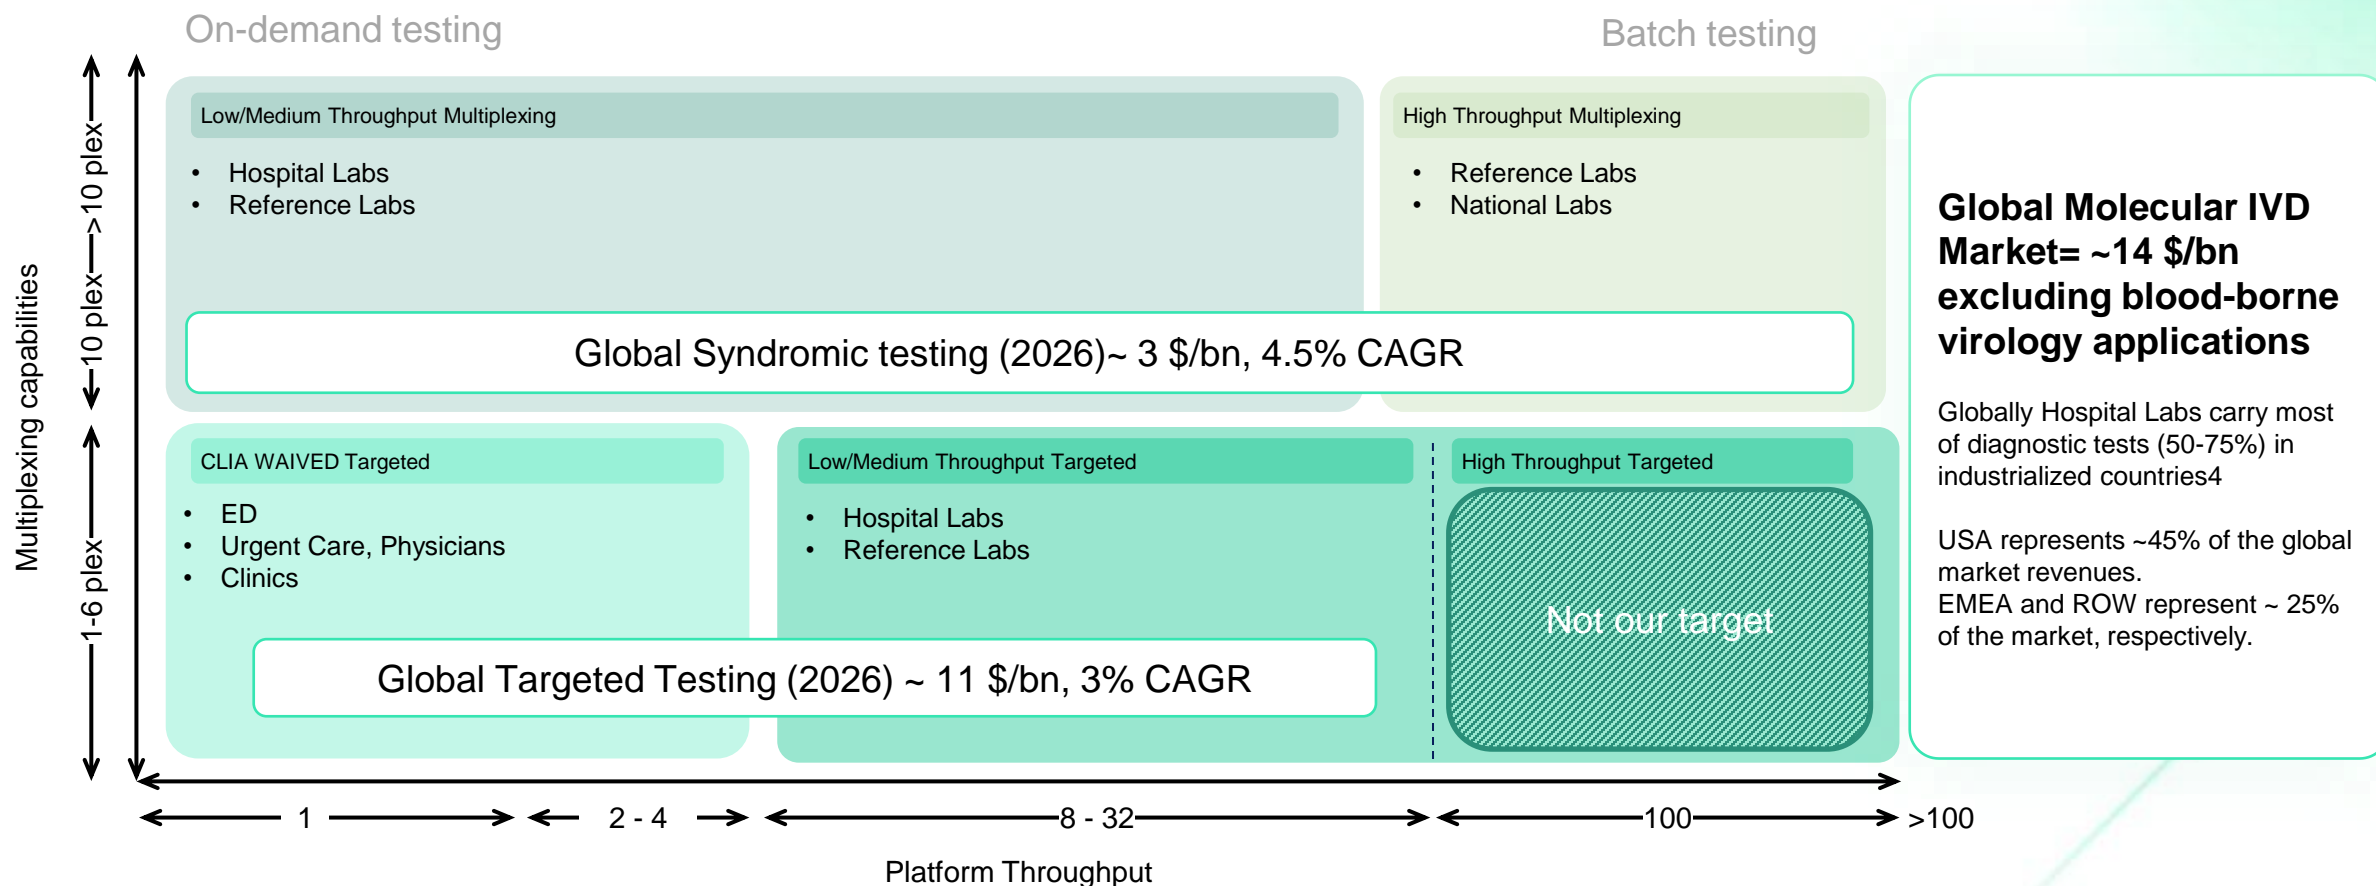 On-demand testing
Batch testing
Multiplexing capabilities
10 plex
>10 plex
1-6 plex
Low/Medium Throughput Multiplexing
• Hospital Labs
• Reference Labs
High Throughput Multiplexing
• Reference Labs
• National Labs
Global Syndromic testing (2026)~ 3 $/bn, 4.5% CAGR
CLIA WAIVED Targeted
• ED
• Urgent Care, Physicians
• Clinics
Low/Medium Throughput Targeted
• Hospital Labs
• Reference Labs
High Throughput Targeted
Not our target
Global Targeted Testing (2026) ~ 11 $/bn, 3% CAGR
1
2 - 4
8 - 32
100
>100
Platform Throughput
Global Molecular IVD
Market= ~14 $/bn
excluding blood-borne
virology applications
Globally Hospital Labs carry most
of diagnostic tests (50-75%) in
industrialized countries4
USA represents ~45% of the global
market revenues.
EMEA and ROW represent ~ 25%
of the market, respectively.